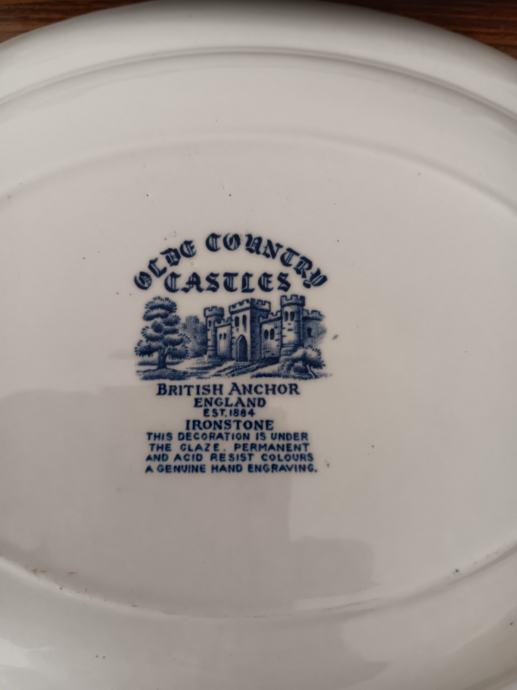 OLDE COUNTRY
CASTLES
BRITISH ANCHOR
ENGLAND
EST. 1884
IRONSTONE
THIS DECORATION IS UNDER
THE GLAZE. PERMANENT
AND ACID RESIST COLOURS
A GENUINE HAND ENGRAVING.